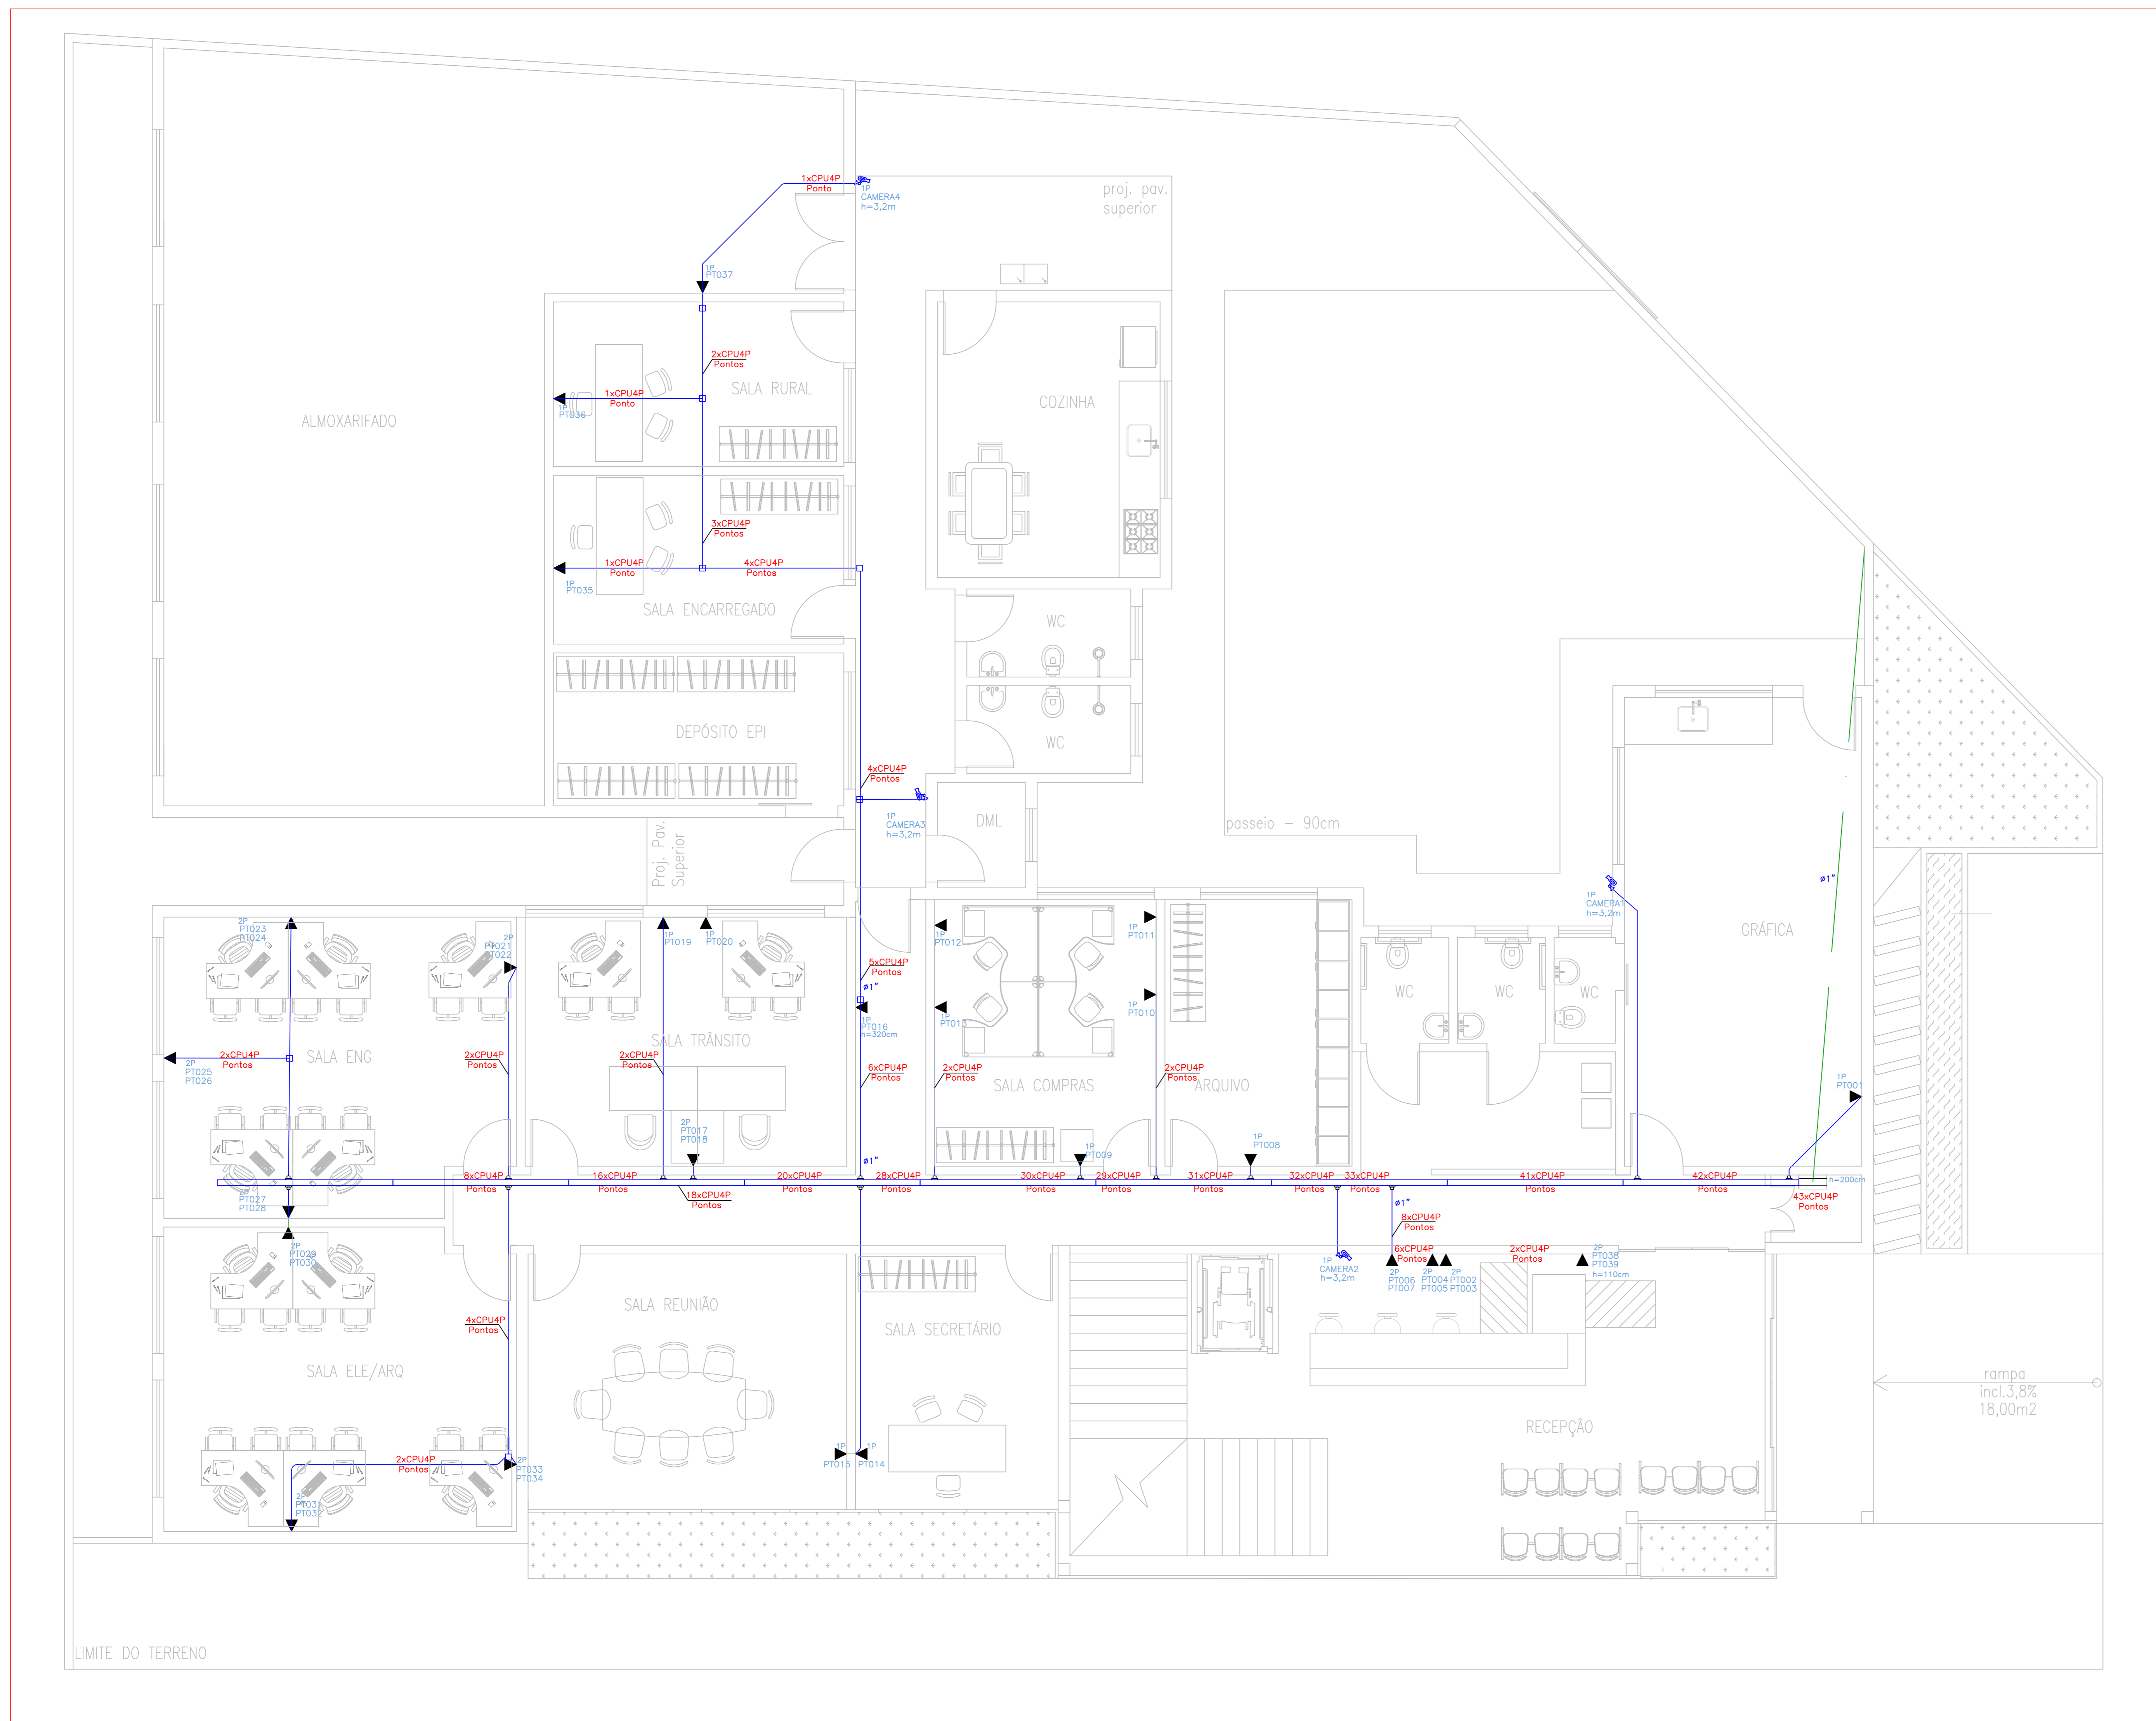 1xCPU4P
Ponto
1P
CAMERA4
h=3,2m
proj. pav.
superior
1P
PT037
2xCPU4P
Pontos
SALA RURAL
1xCPU4P
Ponto
1P
PT036
COZINHA
ALMOXARIFADO
3xCPU4P
Pontos
1xCPU4P
Ponto
4xCPU4P
Pontos
1P
PT035
SALA ENCARREGADO
WC
DEPÓSITO EPI
WC
4xCPU4P
Pontos
1P
CAMERA3
h=3,2m
DML
passeio - 90cm
Proj. Pav.
Superior
ø1"
1P
CAMERA1
h=3,2m
GRÁFICA
2P
PT023
PT024
2P
PT021
PT022
1P
PT019
1P
PT020
1P
PT012
1P
PT011
5xCPU4P
Pontos
ø1"
WC
WC
WC
1P
PT016
h=320cm
1P
PT013
1P
PT010
SALA TRÂNSITO
2xCPU4P
Pontos
SALA ENG
2P
PT025
PT026
2xCPU4P
Pontos
2xCPU4P
Pontos
6xCPU4P
Pontos
2xCPU4P
Pontos
2xCPU4P
Pontos
SALA COMPRAS
ARQUIVO
1P
PT001
2P
PT017
PT018
ø1"
1P
PT009
1P
PT008
8xCPU4P
Pontos
16xCPU4P
Pontos
18xCPU4P
Pontos
20xCPU4P
Pontos
28xCPU4P
Pontos
30xCPU4P
Pontos
29xCPU4P
Pontos
31xCPU4P
Pontos
32xCPU4P
Pontos
33xCPU4P
Pontos
41xCPU4P
Pontos
42xCPU4P
Pontos
h=200cm
43xCPU4P
Pontos
2P
PT027
PT028
ø1"
8xCPU4P
Pontos
2P
PT029
PT030
1P
CAMERA2
h=3,2m
6xCPU4P
Pontos
2xCPU4P
Pontos
2P
PT006
PT007
2P
PT004
PT005
2P
PT002
PT003
2P
PT038
PT039
h=110cm
4xCPU4P
Pontos
SALA REUNIÃO
SALA SECRETÁRIO
SALA ELE/ARQ
rampa
incl.3,8%
18,00m2
RECEPÇÃO
2xCPU4P
Pontos
2P
PT033
PT034
1P
PT015
1P
PT014
2P
PT031
PT032
LIMITE DO TERRENO